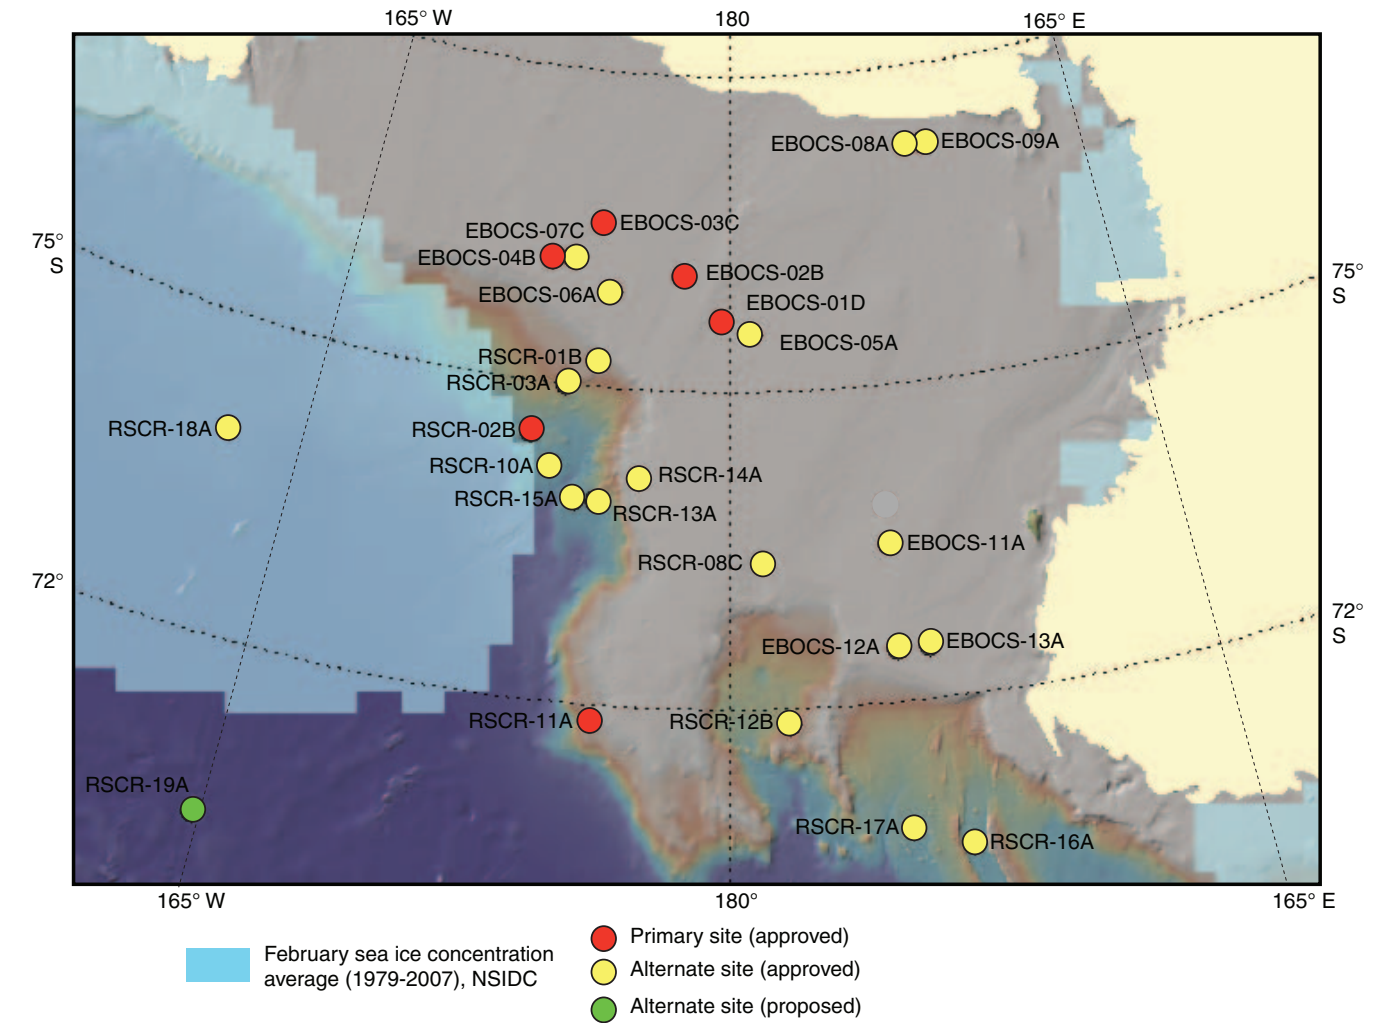 165° W
180
165° E
EBOCS-08A
EBOCS-09A
EBOCS-03C
EBOCS-07C
75°
S
EBOCS-04B
EBOCS-02B
75°
S
EBOCS-06A
EBOCS-01D
EBOCS-05A
RSCR-01B
RSCR-03A
RSCR-18A
RSCR-02B
RSCR-10A
RSCR-14A
RSCR-15A
RSCR-13A
EBOCS-11A
RSCR-08C
72°
72°
S
EBOCS-12A
EBOCS-13A
RSCR-11A
RSCR-12B
RSCR-19A
RSCR-17A
RSCR-16A
165° W
180°
165° E
February sea ice concentration
average (1979-2007), NSIDC
Primary site (approved)
Alternate site (approved)
Alternate site (proposed)